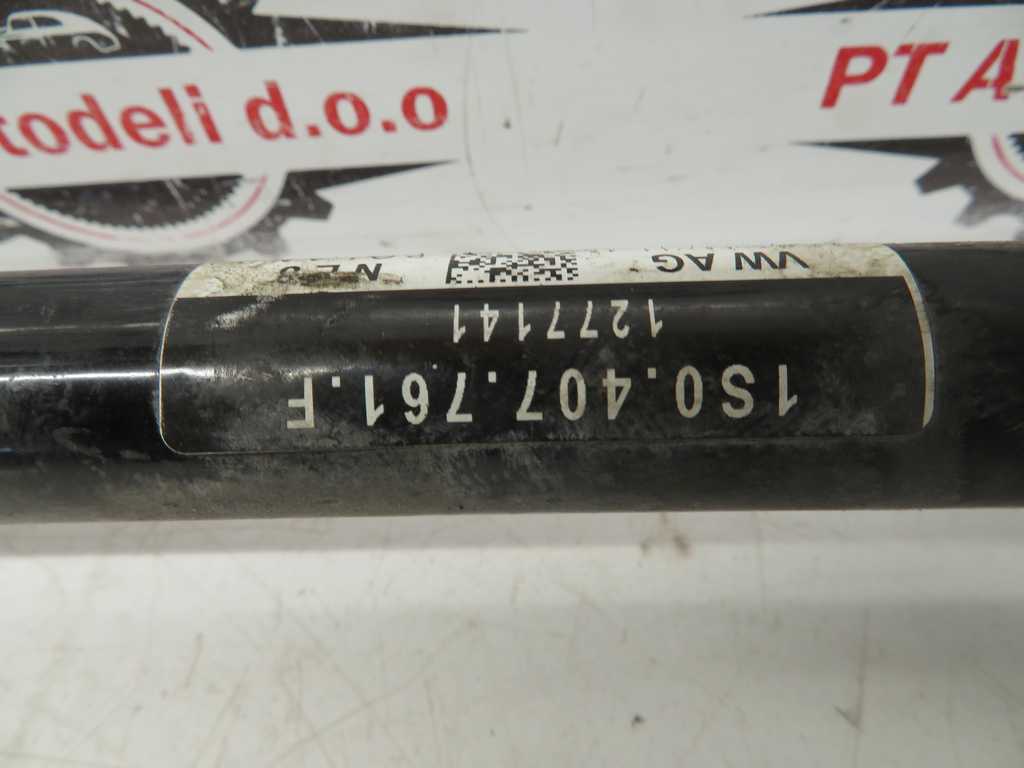 todeli d.o.o
PT A
1S0.407.761.F
1277141
VW AG